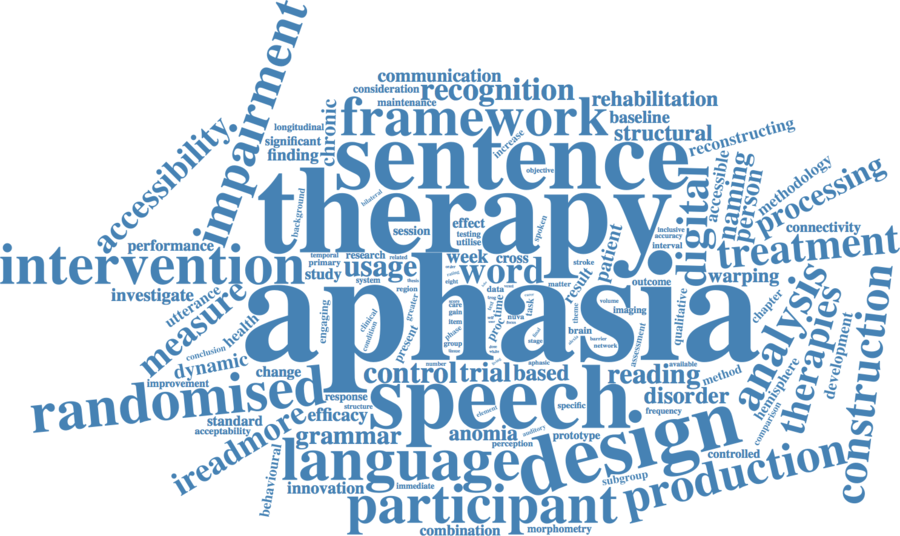 communication
consideration
recognition
maintenance
framework
rehabilitation
baseline
structural
reconstructing
impairment
accessibility
chronic
longitudinal
significant
finding
sentence
increase
objective
therapy
background
bilateral
session
effect
testing
utilise
spoken
patient
digital
accessible
naming
person
methodology
processing
inclusive
accuracy
interval
connectivity
treatment
performance
intervention
investigate
temporal
primary
study
research
related
usage
system
week
cross
word
stroke
matter
result
outcome
warping
aphasia
region
thesis
eight
data
care
gain
item
phase
group
nuva
proctime
task
stage
theme
volume
imaging
brain
barrier
network
assessment
qualitative
chapter
analysis
therapies
development
construction
hemisphere
comparison
utterance
measure
health
conclusion
dynamic
engaging
clinical
condition
present
greater
improvement
change
number
control
trial
based
aphasic
available
reading
method
disorder
frequency
randomised
response
structure
efficacy
speech
element
specific
standard
acceptability
ireadmore
grammar
anomia
auditory
perception
prototype
design
subgroup
controlled
behavioural
language
innovation
immediate
participant
production
combination
morphometry